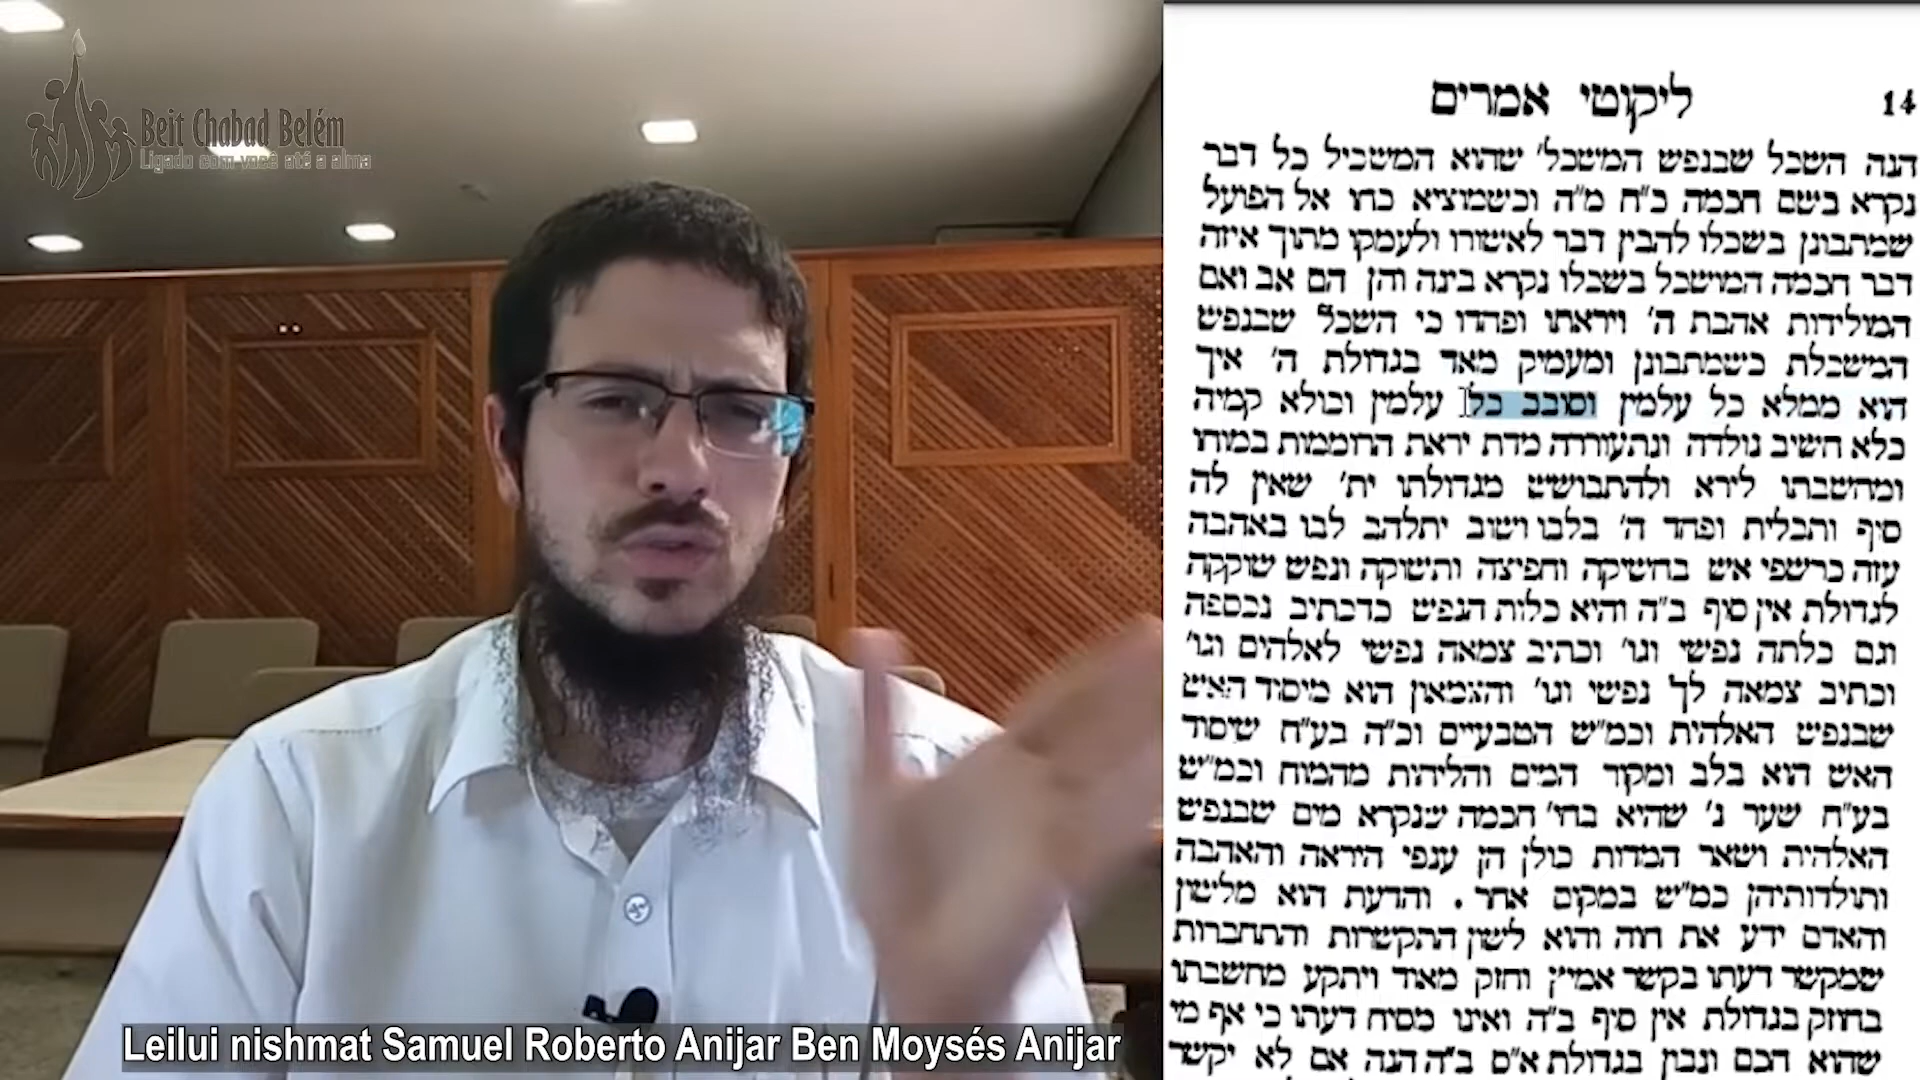 Beit Chabad Belém
Ligado com você até a alma
ליקוטי אמרים
14
הנה השכל שבנפש המשכל׳ שהוא המשכיל כל דבר
נקרא בשם חכמה כ״ח מ״ה וכשמוציא כחו אל הפועל
שמתבונן בשכלו להבין דבר לאשורו ולעמקו מתוך איזה
דבר חכמה המושכל בשכלו נקרא בינה והן הם אב ואם
המולידות אהבת ה׳ ויראתו ופחדו כי השכל שבנפש
המשכלת כשמתבונן ומעמיק מאד בגדולת ה׳ איך
הוא ממלא כל עלמין וסובב כל עלמין וכולא קמיה
כלא חשיב נולדה ונתעוררה מדת יראת הרוממות במוחו
ומחשבתו לירא ולהתבושש מגדולתו ית׳ שאין לה
סוף ותכלית ופחד ה׳ בלבו ושוב יתלהב לבו באהבה
עזה כרשפי אש בחשיקה וחפיצה ותשוקה ונפש שוקקה
לגדולת אין סוף ב״ה והיא כלות הנפש כדכתיב נכספה
וגם כלתה נפשי וגו׳ וכתיב צמאה נפשי לאלהים וגו׳
וכתיב צמאה לך נפשי וגו׳ והצמאון הוא מיסוד האש
שבנפש האלהית וכמ״ש הטבעיים וכ״ה בע״ח שיסוד
האש הוא בלב ומקור המים והליחות מהמוח וכמ״ש
בע״ח שער נ׳ שהיא בחי׳ חכמה שנקרא מים שבנפש
האלהית ושאר המדות כולן הן ענפי היראה והאהבה
ותולדותיהן כמ״ש במקום אחר. והדעת הוא מלשון
והאדם ידע את חוה והוא לשון התקשרות והתחברות
שמקשר דעתו בקשר אמיץ וחזק מאוד ויתקע מחשבתו
בחוזק בגדולת אין סוף ב״ה ואינו מסיח דעתו כי אף מי
שהוא חכם ונבון בגדולת א״ס ב״ה הנה אם לא יקשר
Leilui nishmat Samuel Roberto Anijar Ben Moysés Anijar